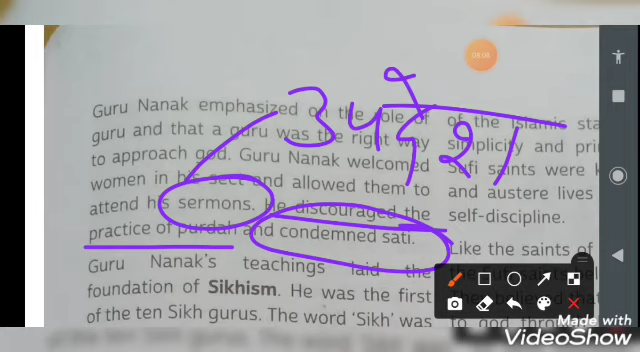 09:04
Guru Nanak emphasized on the role of
guru and that a guru was the right way
to approach god. Guru Nanak welcomed
women in his sect and allowed them to
attend his sermons. He discouraged the
practice of purdah and condemned sati.
Guru Nanak's teachings laid the
foundation of Sikhism. He was the first
of the ten Sikh gurus. The word 'Sikh' was
of the Islamic sta
simplicity and prin
Sufi saints were k
and austere lives
self-discipline.
Like the saints of
to god throu
Made with
VideoShow